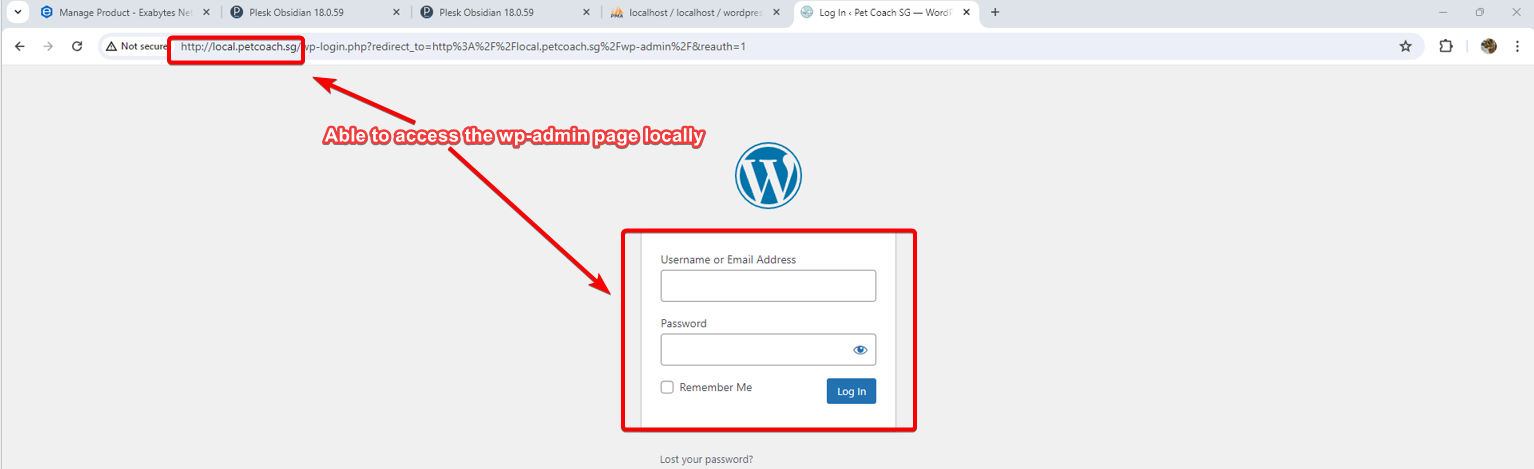 Manage Product - Exabytes Net
Plesk Obsidian 18.0.59
Plesk Obsidian 18.0.59
localhost / localhost / wordpres
Log In ‹ Pet Coach SG — WordP
Not secure
http://local.petcoach.sg/wp-login.php?redirect_to=http%3A%2F%2Flocal.petcoach.sg%2Fwp-admin%2F&reauth=1
Able to access the wp-admin page locally
Username or Email Address
Password
Remember Me
Log In
Lost your password?